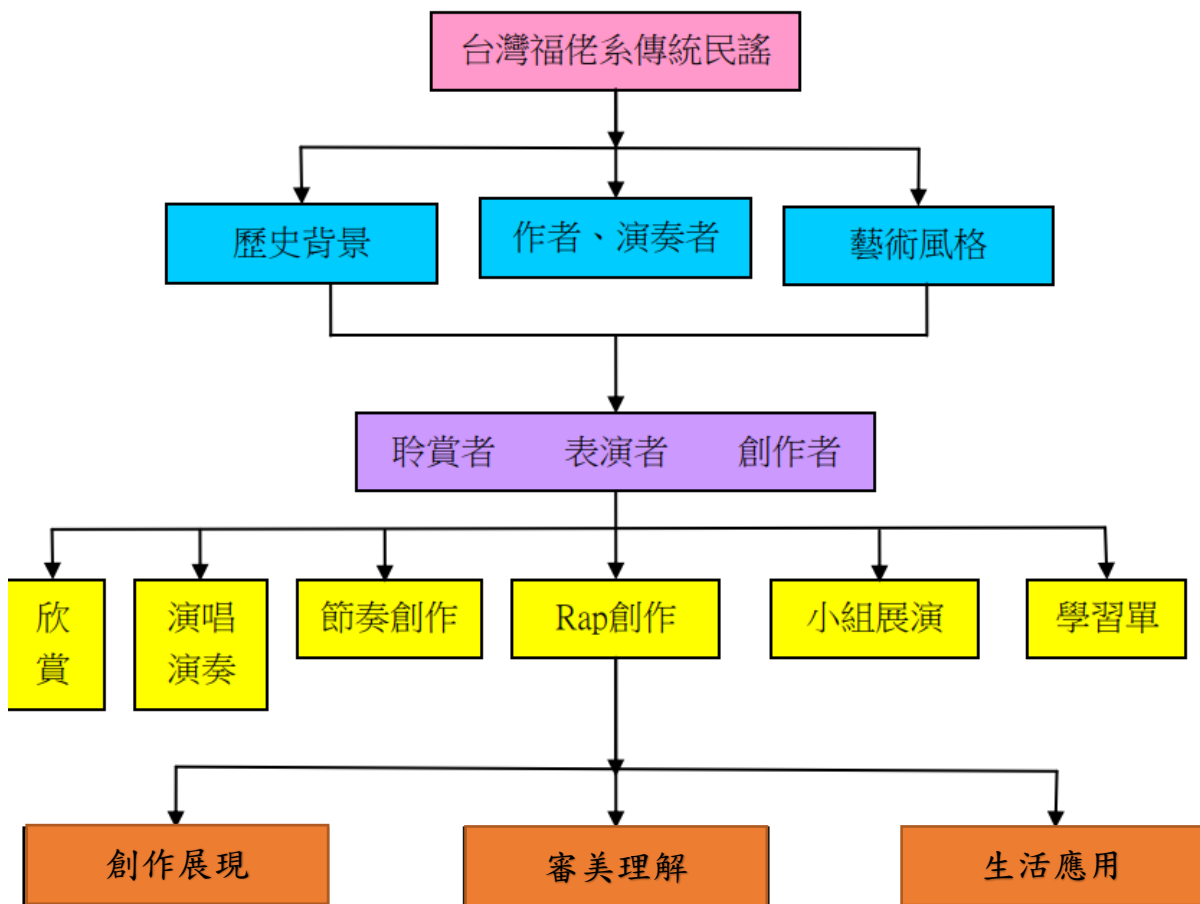 台灣福佬系傳統民謠
歷史背景
作者、演奏者
藝術風格
聆賞者 表演者 創作者
欣
賞
演唱
演奏
節奏創作
Rap創作
小組展演
學習單
創作展現
審美理解
生活應用